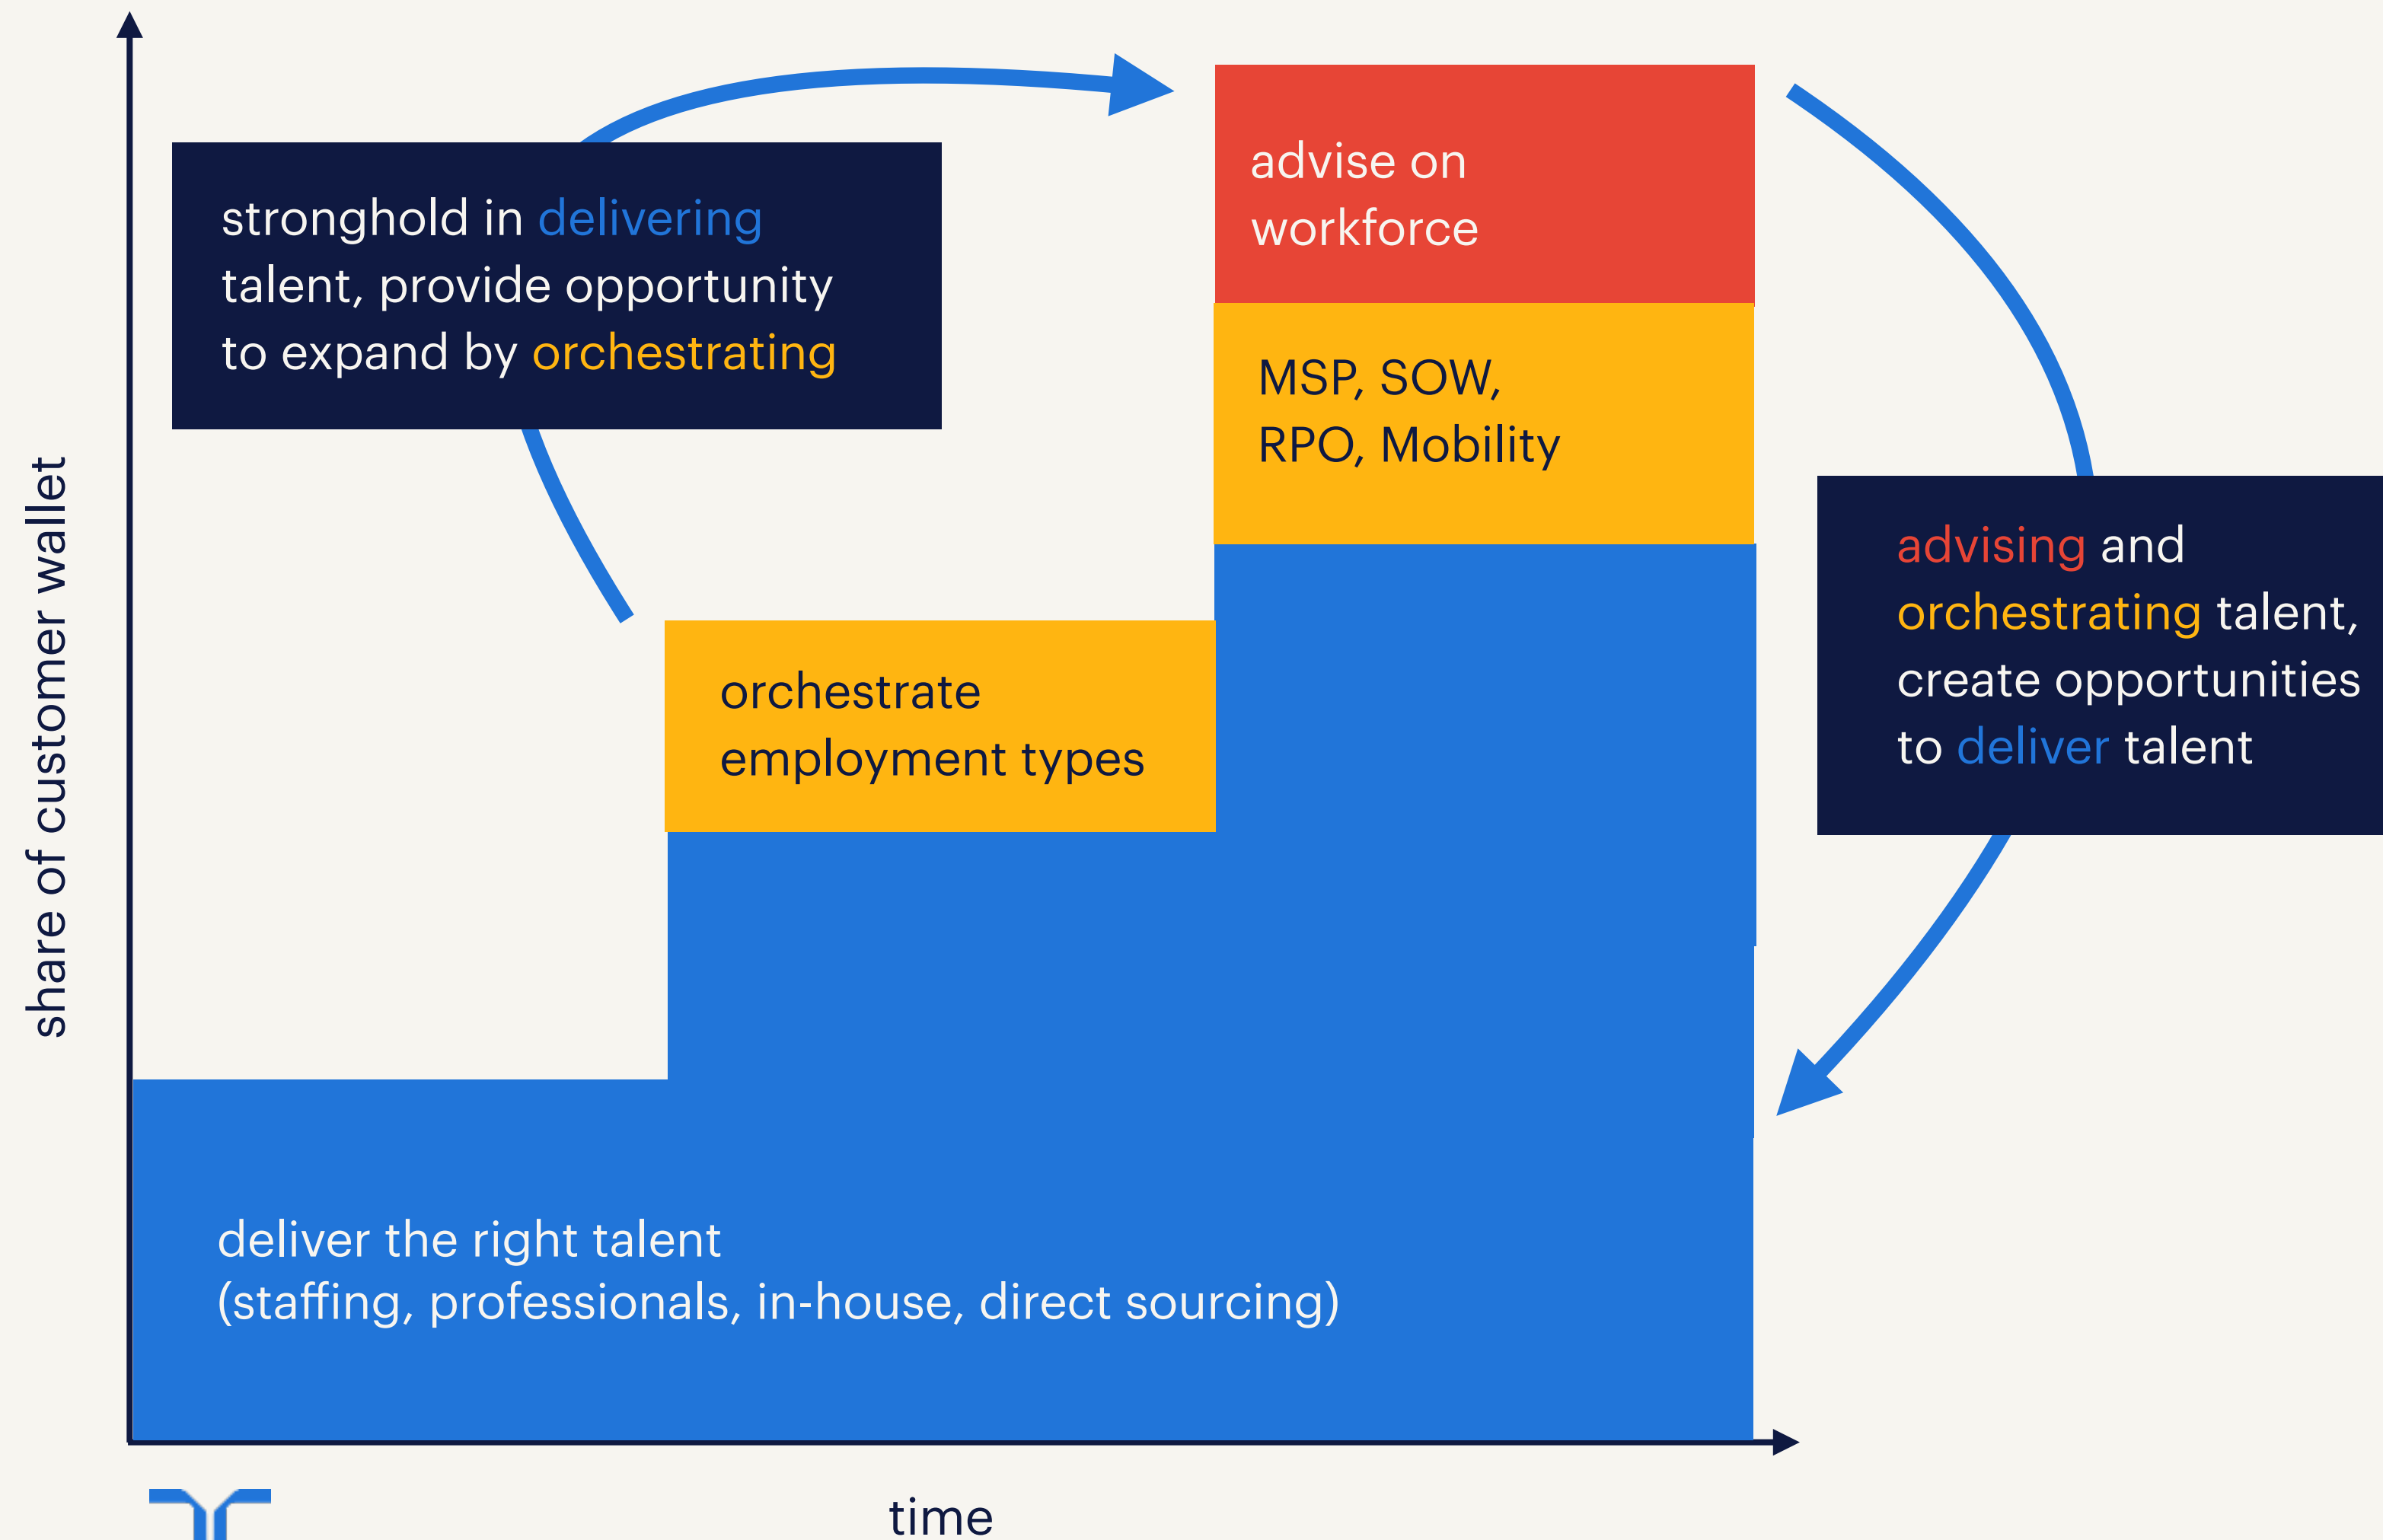 share of customer wallet
stronghold in delivering
talent, provide opportunity
to expand by orchestrating
advise on
workforce
MSP, SOW,
RPO, Mobility
advising and
orchestrating talent,
create opportunities
to deliver talent
orchestrate
employment types
deliver the right talent
(staffing, professionals, in-house, direct sourcing)
time